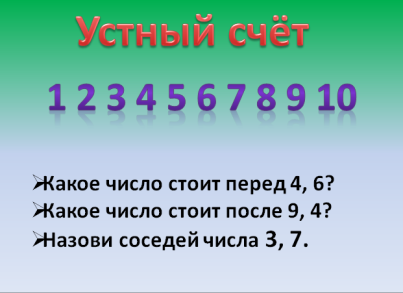 Устный счёт
1 2 3 4 5 6 7 8 9 10
➢Какое число стоит перед 4, 6?
➢Какое число стоит после 9, 4?
➢Назови соседей числа 3, 7.